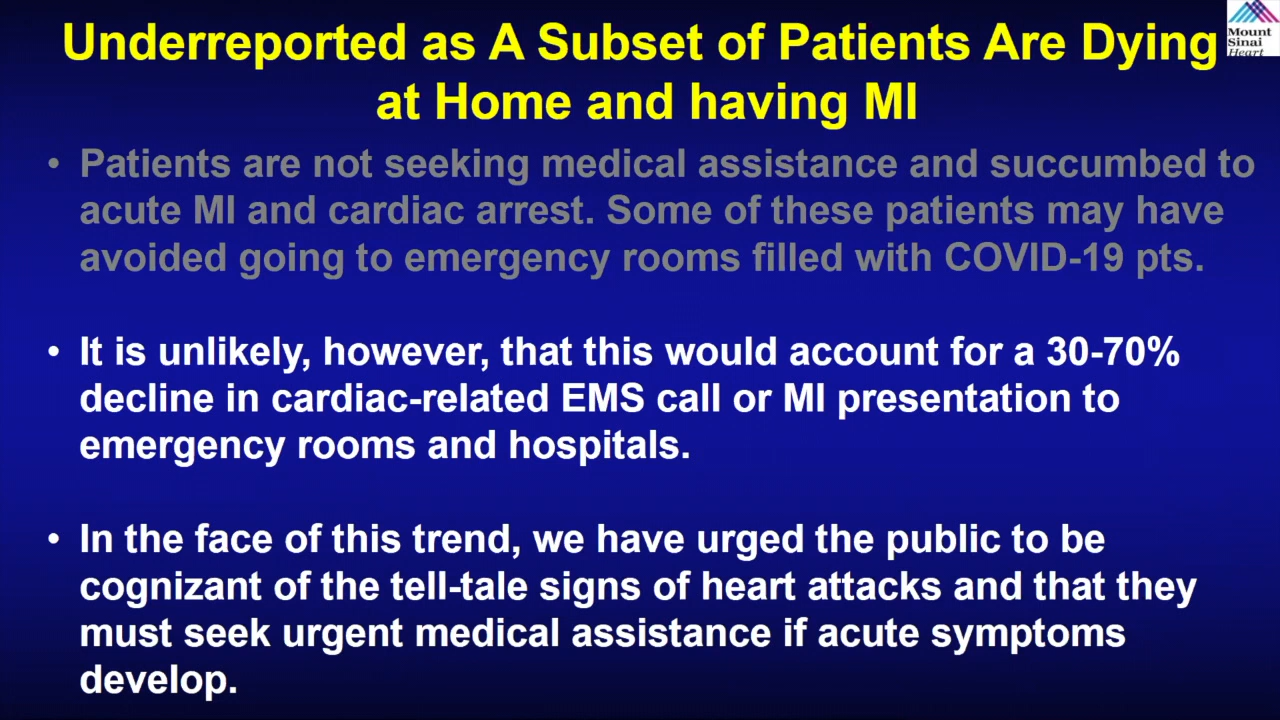 Underreported as A Subset of Patients Are Dying
at Home and having MI
Mount
Sinai
Heart
• Patients are not seeking medical assistance and succumbed to
acute MI and cardiac arrest. Some of these patients may have
avoided going to emergency rooms filled with COVID-19 pts.
• It is unlikely, however, that this would account for a 30-70%
decline in cardiac-related EMS call or MI presentation to
emergency rooms and hospitals.
• In the face of this trend, we have urged the public to be
cognizant of the tell-tale signs of heart attacks and that they
must seek urgent medical assistance if acute symptoms
develop.